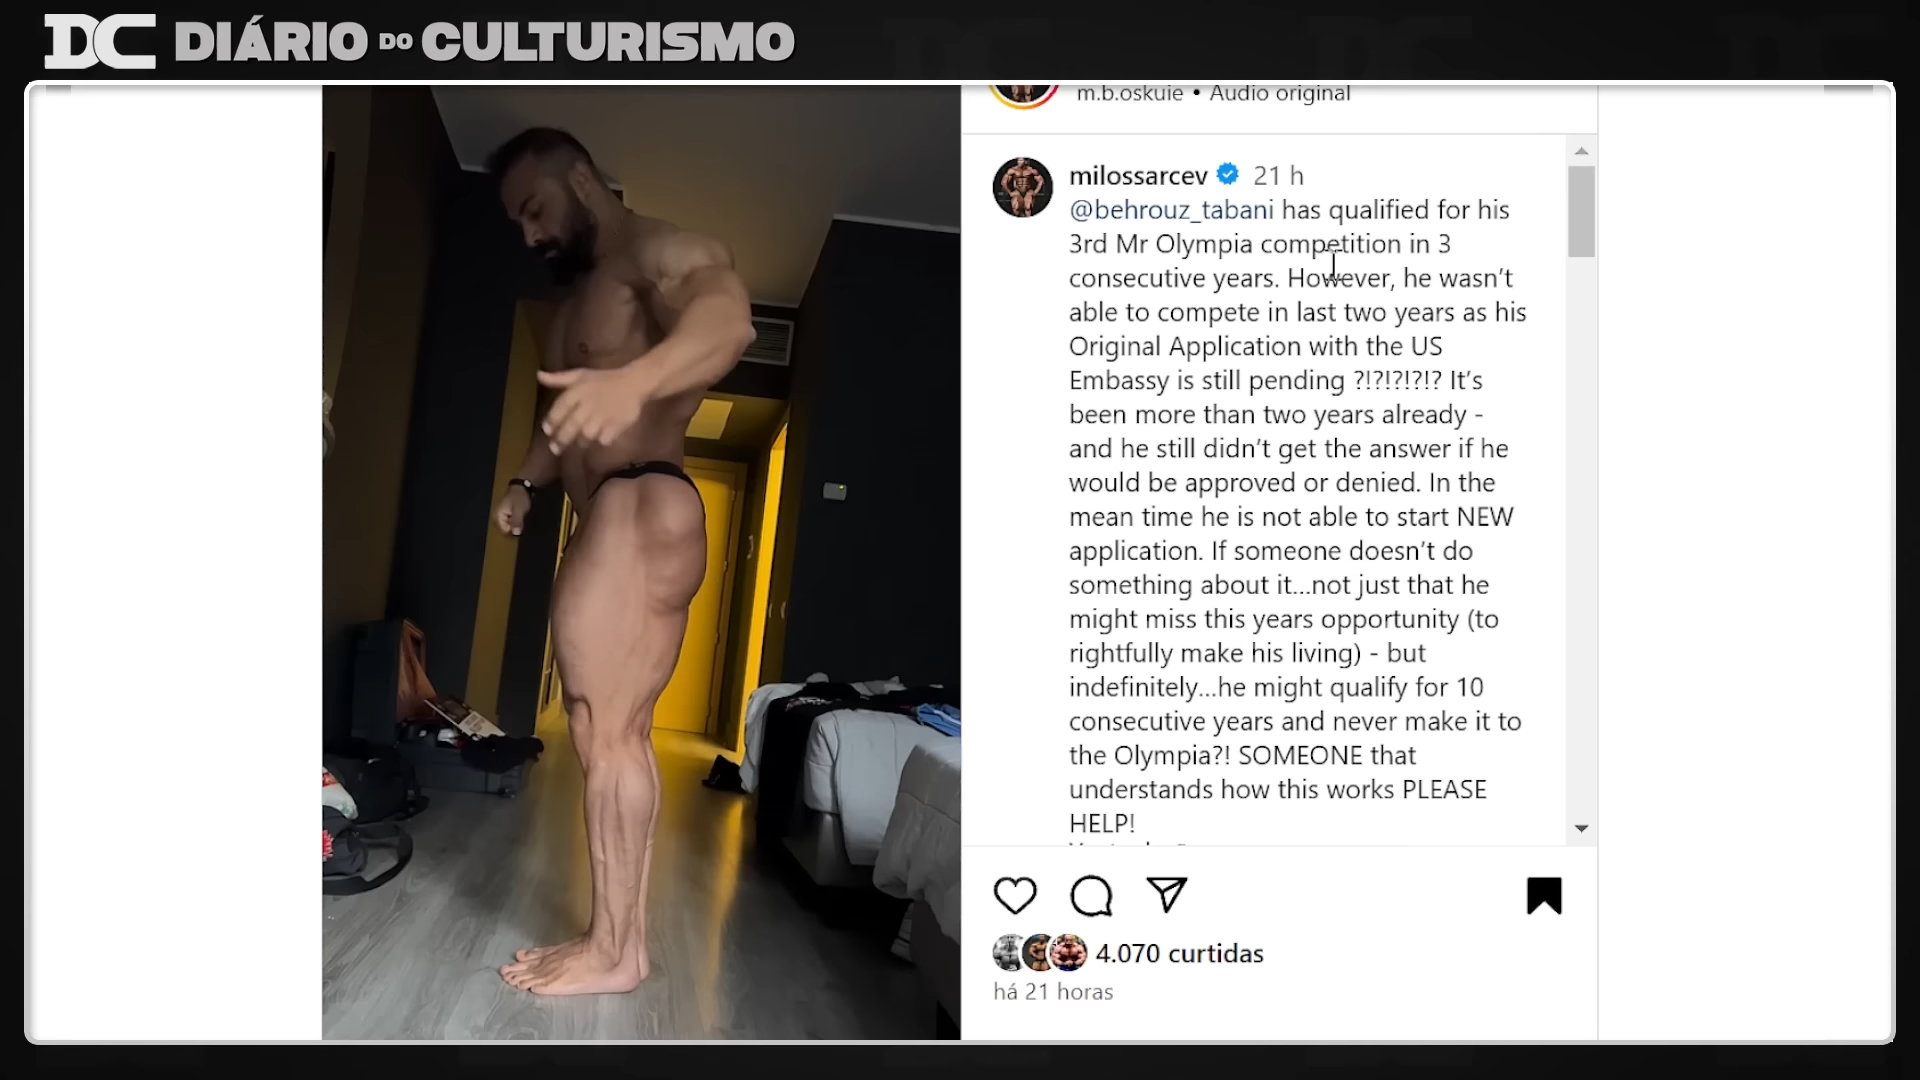 DC DIÁRIO DO CULTURISMO
m.b.oskuie • Audio original
milossarcev 21 h
@behrouz_tabani has qualified for his
3rd Mr Olympia competition in 3
consecutive years. However, he wasn't
able to compete in last two years as his
Original Application with the US
Embassy is still pending ?!?!?!?!? It's
been more than two years already -
and he still didn't get the answer if he
would be approved or denied. In the
mean time he is not able to start NEW
application. If someone doesn't do
something about it...not just that he
might miss this years opportunity (to
rightfully make his living) - but
indefinitely...he might qualify for 10
consecutive years and never make it to
the Olympia?! SOMEONE that
understands how this works PLEASE
HELP!
4.070 curtidas
há 21 horas